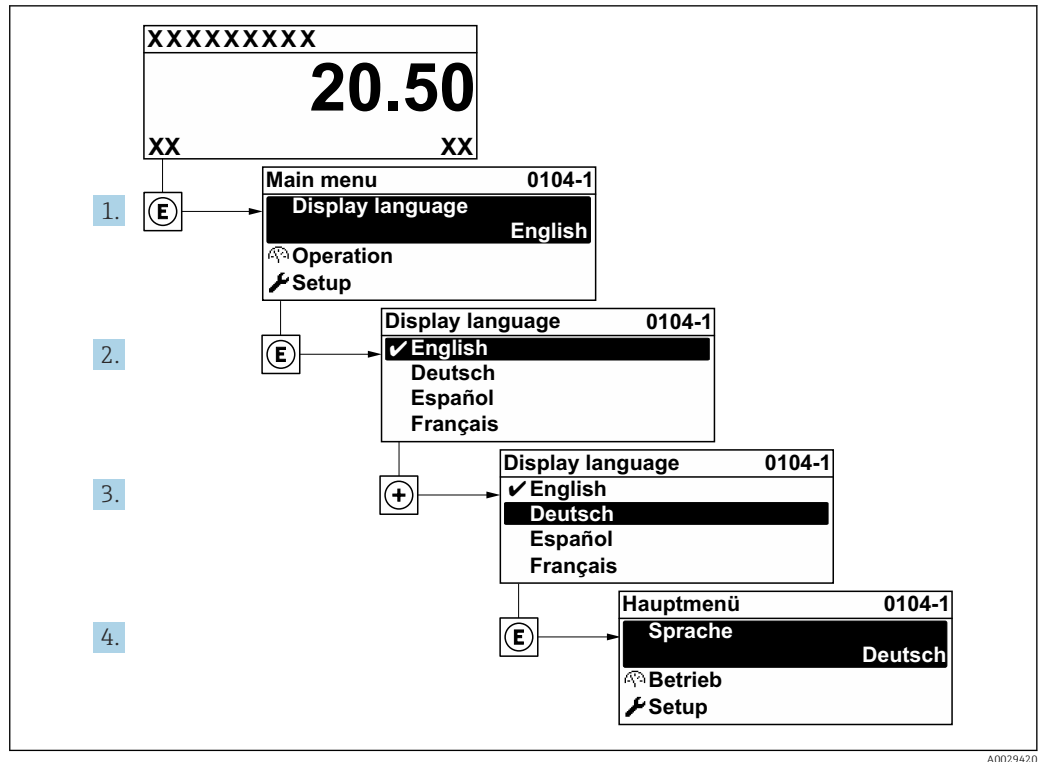 XXXXXXXXX
20.50
XX XX
Main menu 0104-1
1. E Display language
English
Operation
Setup
Display language 0104-1
2. E ✔ English
Deutsch
Español
Français
Display language 0104-1
3. + ✔ English
Deutsch
Español
Français
Hauptmenü 0104-1
4. E Sprache
Deutsch
Betrieb
Setup
A0029420